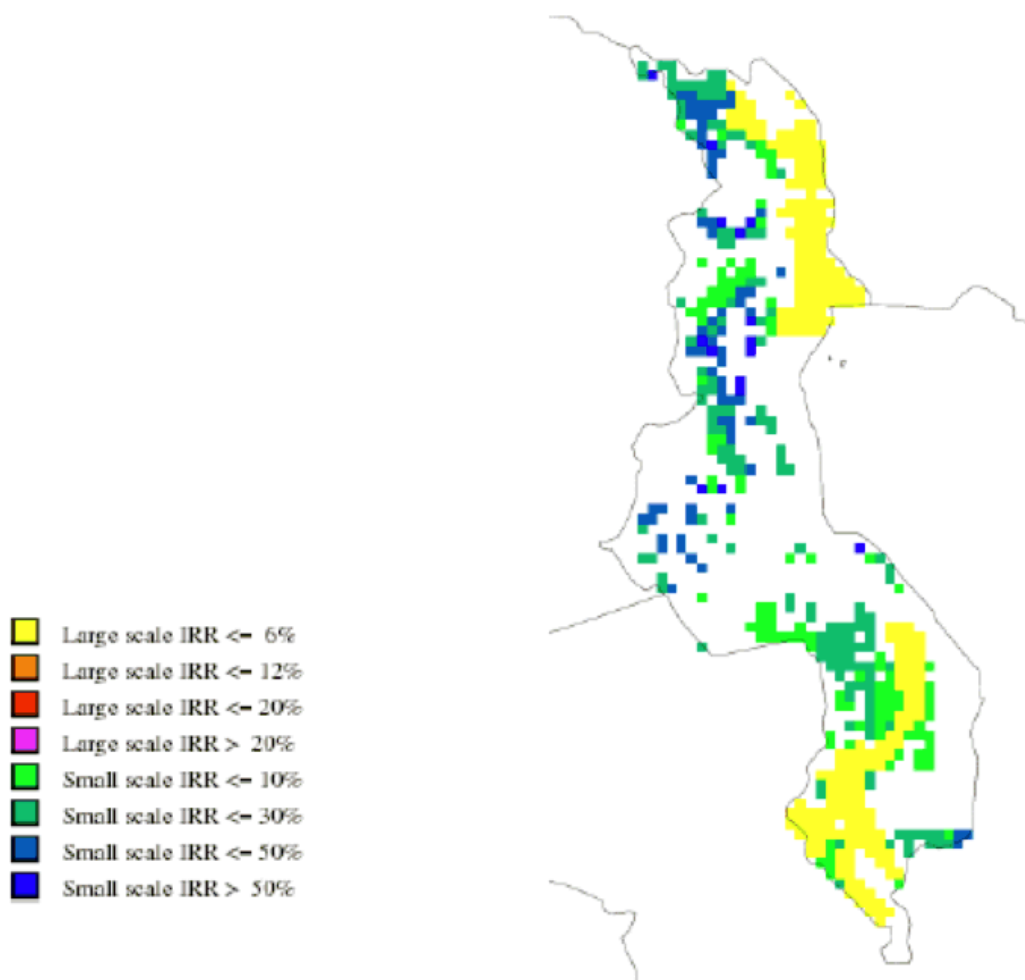 Large scale IRR <= 6%
Large scale IRR <= 12%
Large scale IRR <= 20%
Large scale IRR > 20%
Small scale IRR <= 10%
Small scale IRR <= 30%
Small scale IRR <= 50%
Small scale IRR > 50%